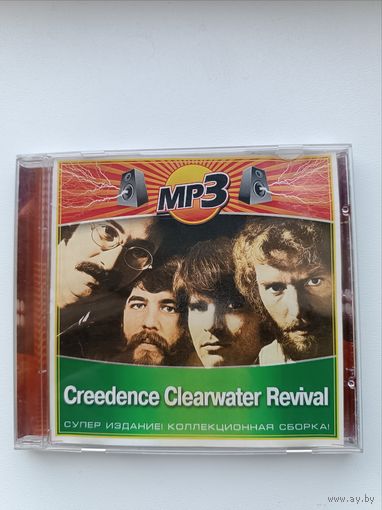 MP3
Creedence Clearwater Revival
СУПЕР ИЗДАНИЕ! КОЛЛЕКЦИОННАЯ СБОРКА!
www.ay.by